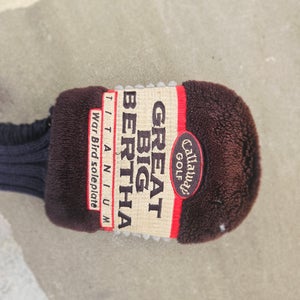 Callaway
GOLF
GREAT
BIG
BERTHA
TITANIUM
War Bird soleplate